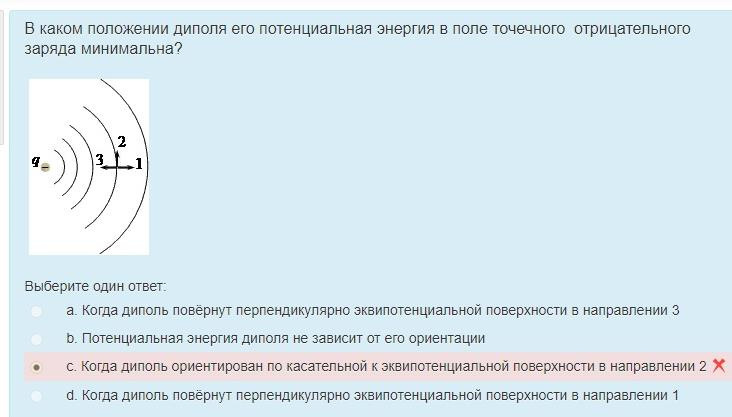 В каком положении диполя его потенциальная энергия в поле точечного отрицательного
заряда минимальна?
2
q
3
1
Выберите один ответ:
a. Когда диполь повёрнут перпендикулярно эквипотенциальной поверхности в направлении 3
b. Потенциальная энергия диполя не зависит от его ориентации
c. Когда диполь ориентирован по касательной к эквипотенциальной поверхности в направлении 2
d. Когда диполь повёрнут перпендикулярно эквипотенциальной поверхности в направлении 1